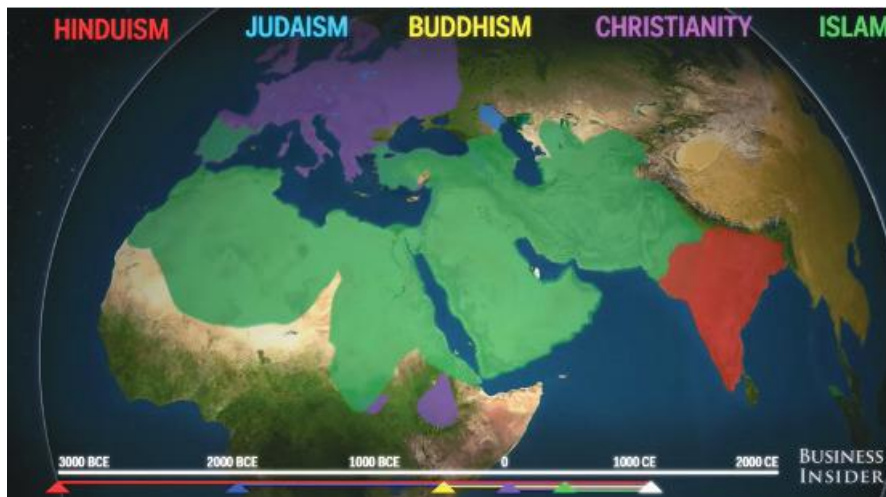 HINDUISM JUDAISM BUDDHISM CHRISTIANITY ISLAM
3000 BCE 2000 BCE 1000 BCE 0 1000 CE 2000 CE
BUSINESS
INSIDER